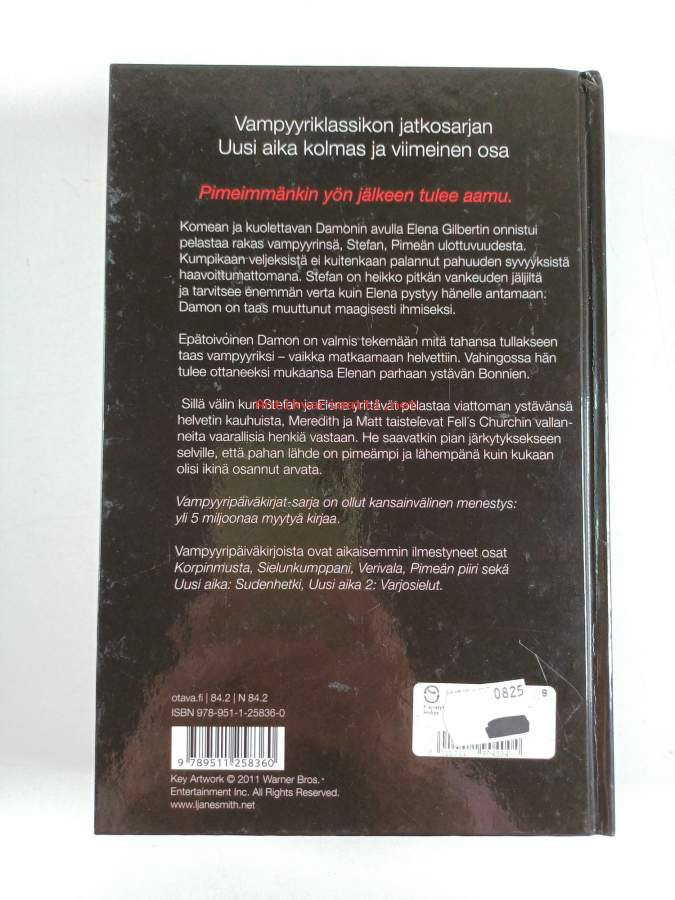 Vampyyriklassikon jatkosarjan
Uusi aika kolmas ja viimeinen osa
Pimeimmänkin yön jälkeen tulee aamu.
Komean ja kuolettavan Damonin avulla Elena Gilbertin onnistui
pelastaa rakas vampyyrinsä, Stefan, Pimeän ulottuvuudesta.
Kumpikaan veljeksistä ei kuitenkaan palannut pahuuden syvyyksistä
haavoittumattomana. Stefan on heikko pitkän vankeuden jäljiltä
ja tarvitsee enemmän verta kuin Elena pystyy hänelle antamaan.
Damon on taas muuttunut maagisesti ihmiseksi.
Epätoivoinen Damon on valmis tekemään mitä tahansa tullakseen
taas vampyyriksi – vaikka matkaamaan helvettiin. Vahingossa hän
tulee ottaneeksi mukaansa Elenan parhaan ystävän Bonnien.
Sillä välin kun Stefan ja Elena yrittävät pelastaa viattoman ystävänsä
helvetin kauhuista, Meredith ja Matt taistelevat Fell's Churchin vallan-
neita vaarallisia henkiä vastaan. He saavatkin pian järkytyksekseen
selville, että pahan lähde on pimeämpi ja lähempänä kuin kukaan
olisi ikinä osannut arvata.
Vampyyripäiväkirjat-sarja on ollut kansainvälinen menestys:
yli 5 miljoonaa myytyä kirjaa.
Vampyyripäiväkirjoista ovat aikaisemmin ilmestyneet osat
Korpinmusta, Sielunkumppani, Verivala, Pimeän piiri sekä
Uusi aika: Sudenhetki, Uusi aika 2: Varjosielut.
otava.fi | 84.2 | N 84.2
ISBN 978-951-1-25836-0
9 789511 258360
Key Artwork © 2011 Warner Bros.
Entertainment Inc. All Rights Reserved.
www.ljanesmith.net
0825
9